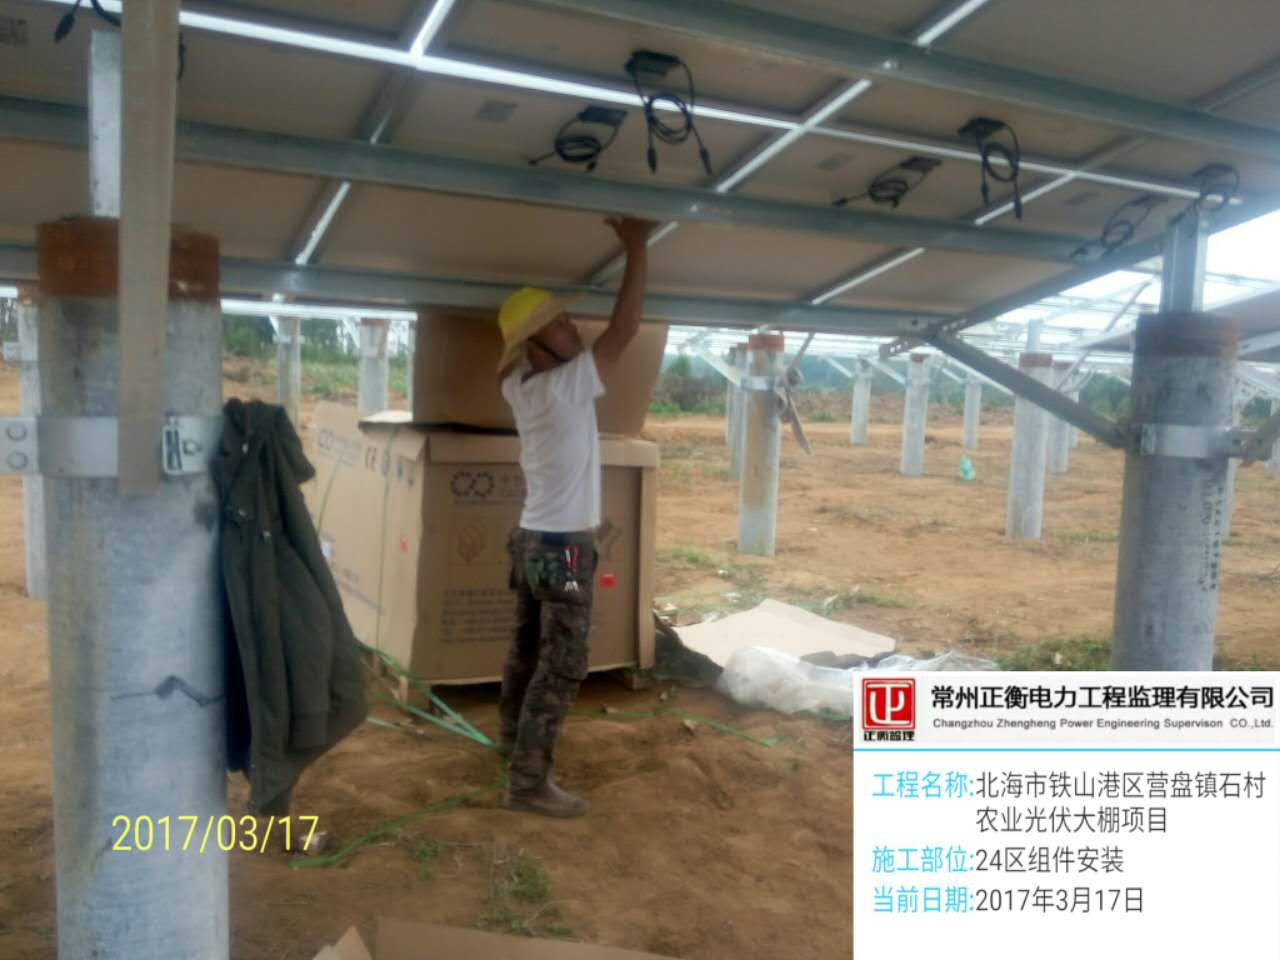 CE
2017/03/17
常州正衡电力工程监理有限公司
Changzhou Zhengheng Power Engineering Supervison CO.,Ltd.
正衡监理
工程名称:北海市铁山港区营盘镇石村
农业光伏大棚项目
施工部位:24区组件安装
当前日期:2017年3月17日